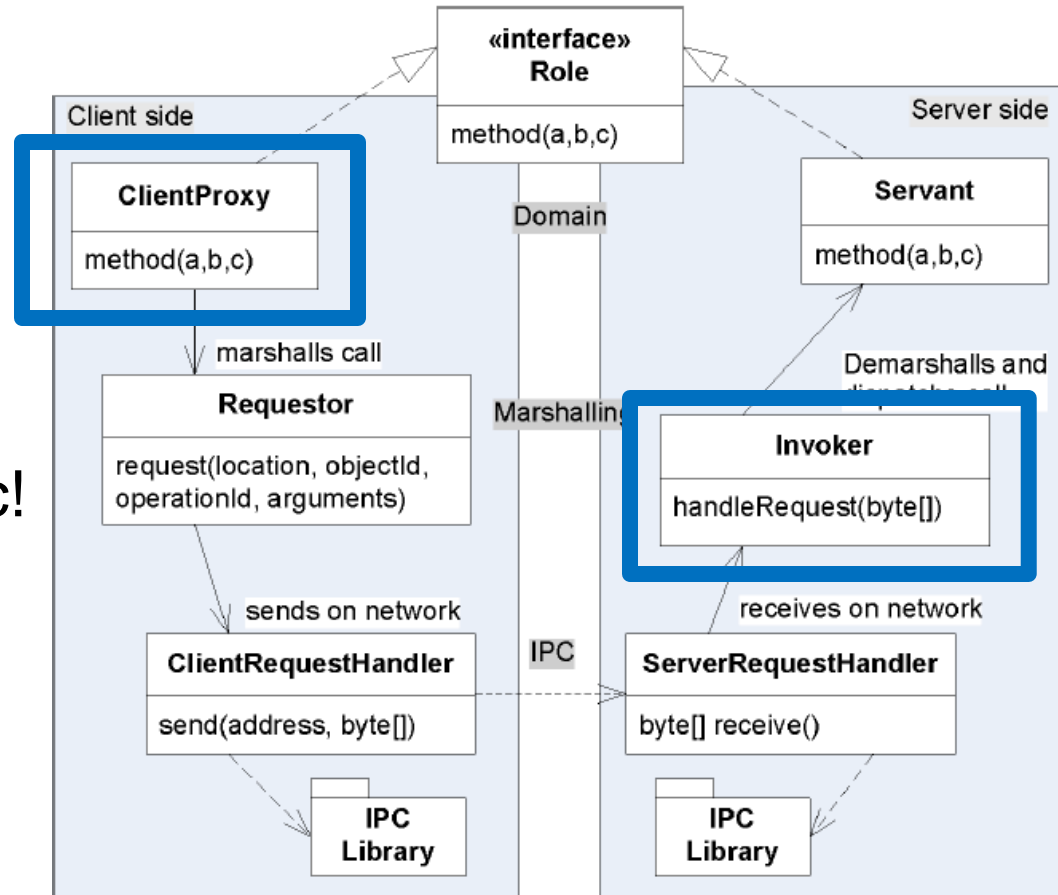 «interface»
Role
method(a,b,c)
Client side
Server side
ClientProxy
method(a,b,c)
Domain
Servant
method(a,b,c)
marshalls call
Requestor
request(location, objectId,
operationId, arguments)
Marshalling
Demarshalls and
Invoker
handleRequest(byte[])
c!
sends on network
receives on network
ClientRequestHandler
send(address, byte[])
IPC
ServerRequestHandler
byte[] receive()
IPC
Library
IPC
Library